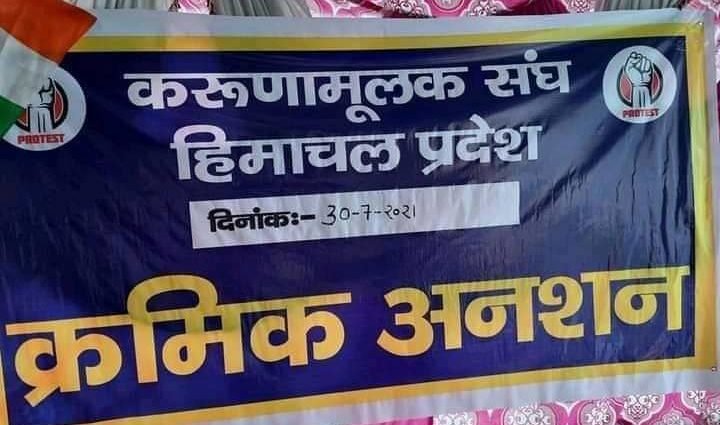 करूणामूलक संघ
हिमाचल प्रदेश
दिनांकः- 30-7-२०२१
क्रमिक अनशन
PROTEST
PROTEST